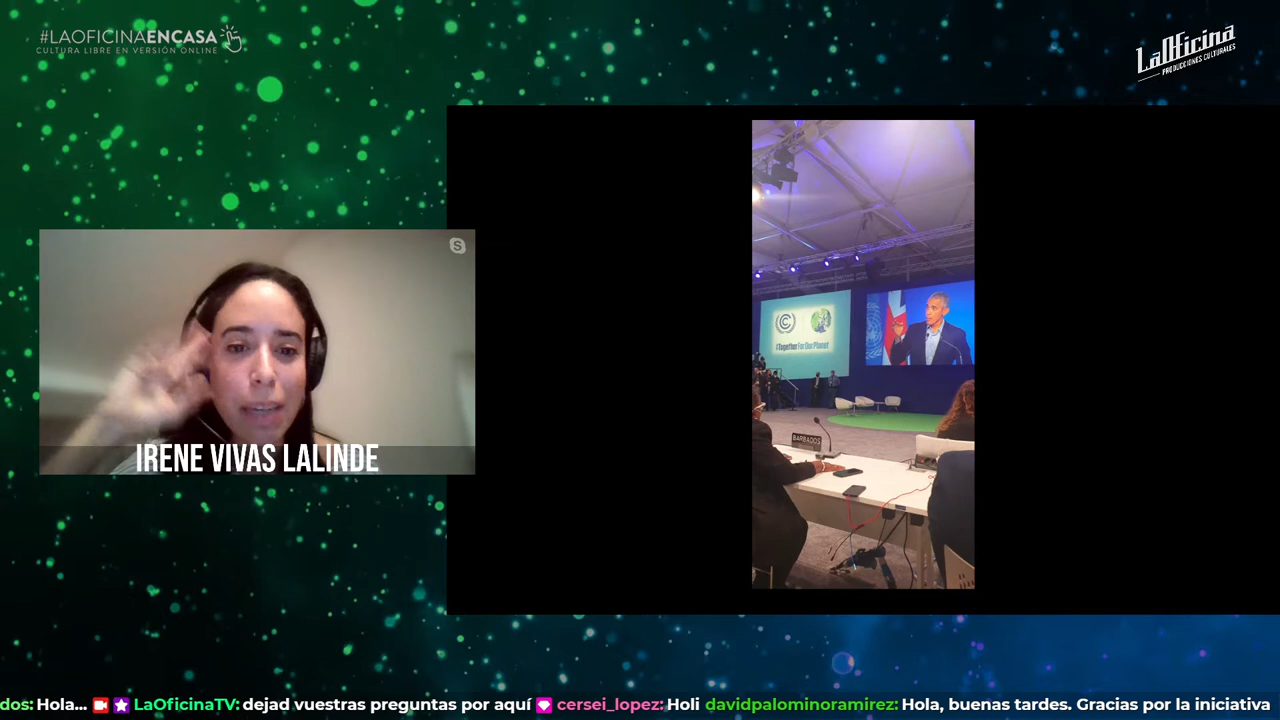 #LAOFICINAENCASA
CULTURA LIBRE EN VERSIÓN ONLINE
LaOficina
PRODUCCIONES CULTURALES
S
#TogetherForOurPlanet
BARBADOS
IRENE VIVAS LALINDE
dos: Hola... LaOficinaTV: dejad vuestras preguntas por aquí cersei_lopez: Holi davidpalominoramirez: Hola, buenas tardes. Gracias por la iniciativa